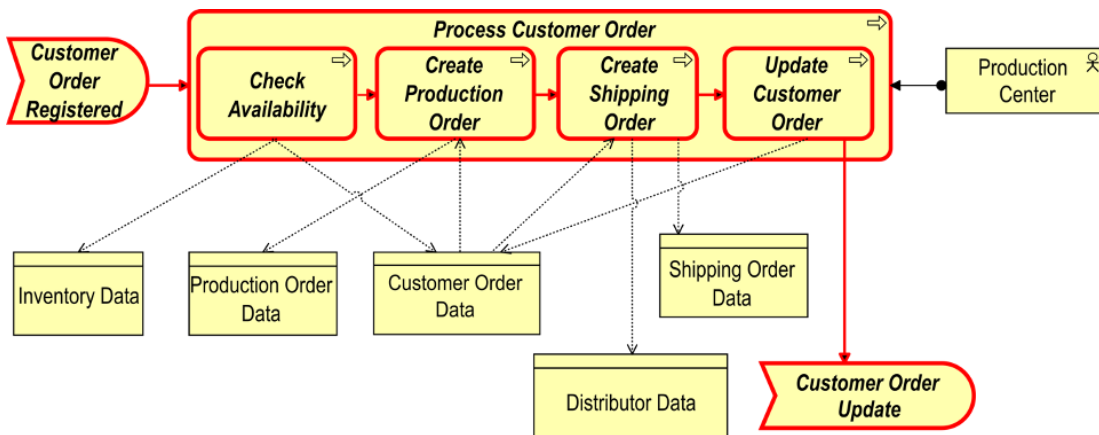 Process Customer Order
Customer
Order
Registered
Check
Availability
Create
Production
Order
Create
Shipping
Order
Update
Customer
Order
Production
Center
Inventory Data
Production Order
Data
Customer Order
Data
Shipping Order
Data
Distributor Data
Customer Order
Update